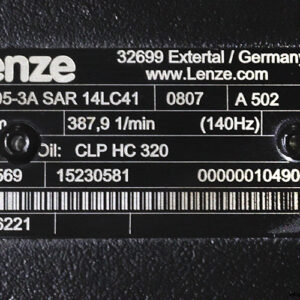 Lenze 32699 Extertal / Germany
www.Lenze.com
05-3A SAR 14LC41 0807 A 502
m 387,9 1/min (140Hz)
Oil: CLP HC 320
569 15230581 00000010490
6221